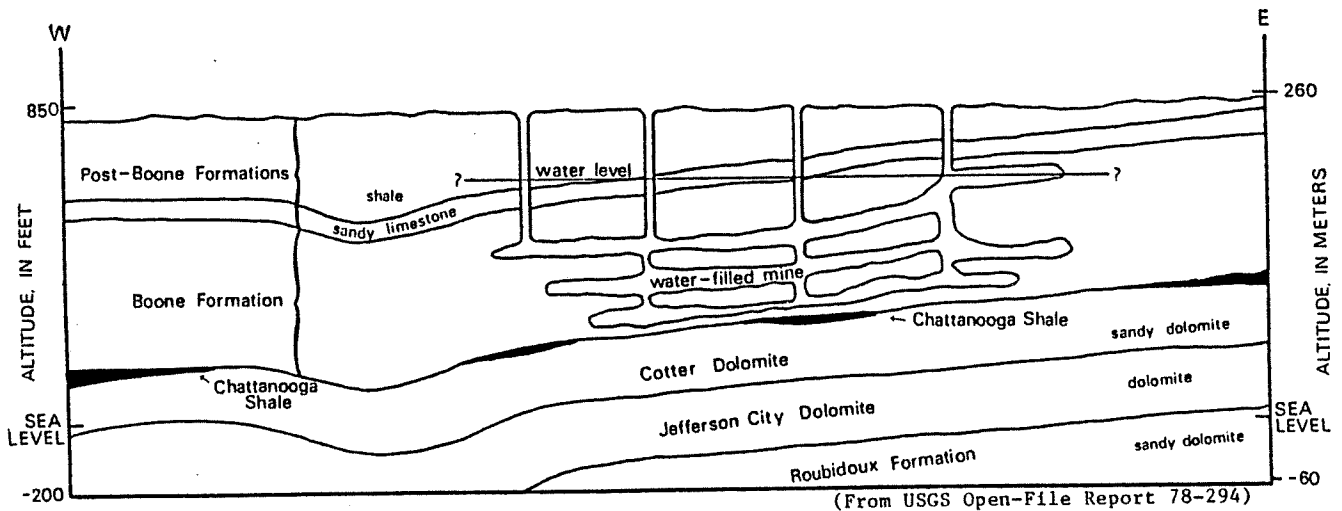 W
E
850
260
Post-Boone Formations
?
water level
?
shale
sandy limestone
ALTITUDE, IN FEET
ALTITUDE, IN METERS
water-filled mine
Boone Formation
← Chattanooga Shale
sandy dolomite
Cotter Dolomite
Chattanooga
Shale
dolomite
SEA
LEVEL
Jefferson City Dolomite
SEA
LEVEL
sandy dolomite
Roubidoux Formation
-200
-60
(From USGS Open-File Report 78-294)